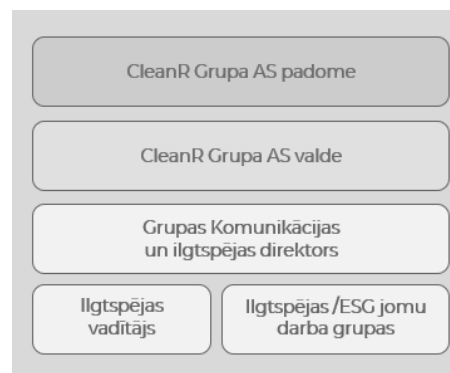 CleanR Grupa AS padome
CleanR Grupa AS valde
Grupas Komunikācijas
un ilgtspējas direktors
Ilgtspējas
vadītājs
Ilgtspējas /ESG jomu
darba grupas